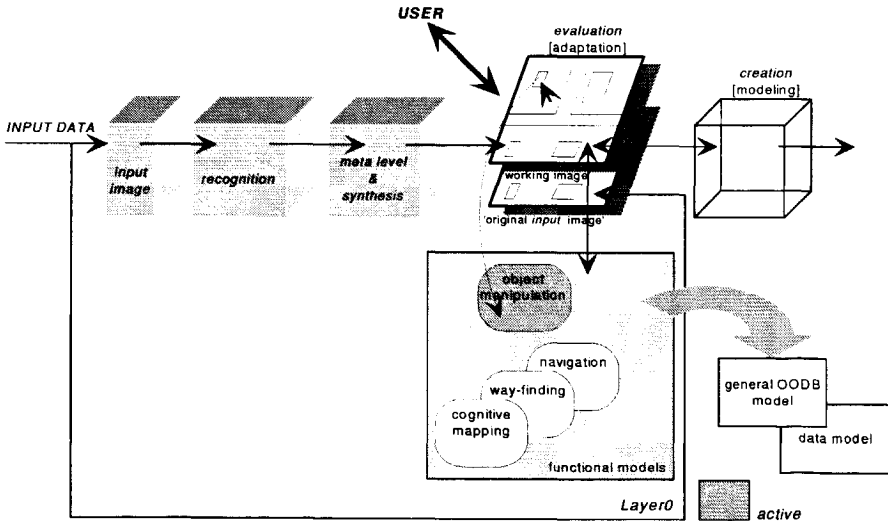 USER
evaluation
[adaptation]
creation
[modeling]
INPUT DATA
input
image
recognition
meta level
&
synthesis
working image
'original input image'
object
manipulation
navigation
way-finding
cognitive
mapping
functional models
general OODB
model
data model
Layer0
active